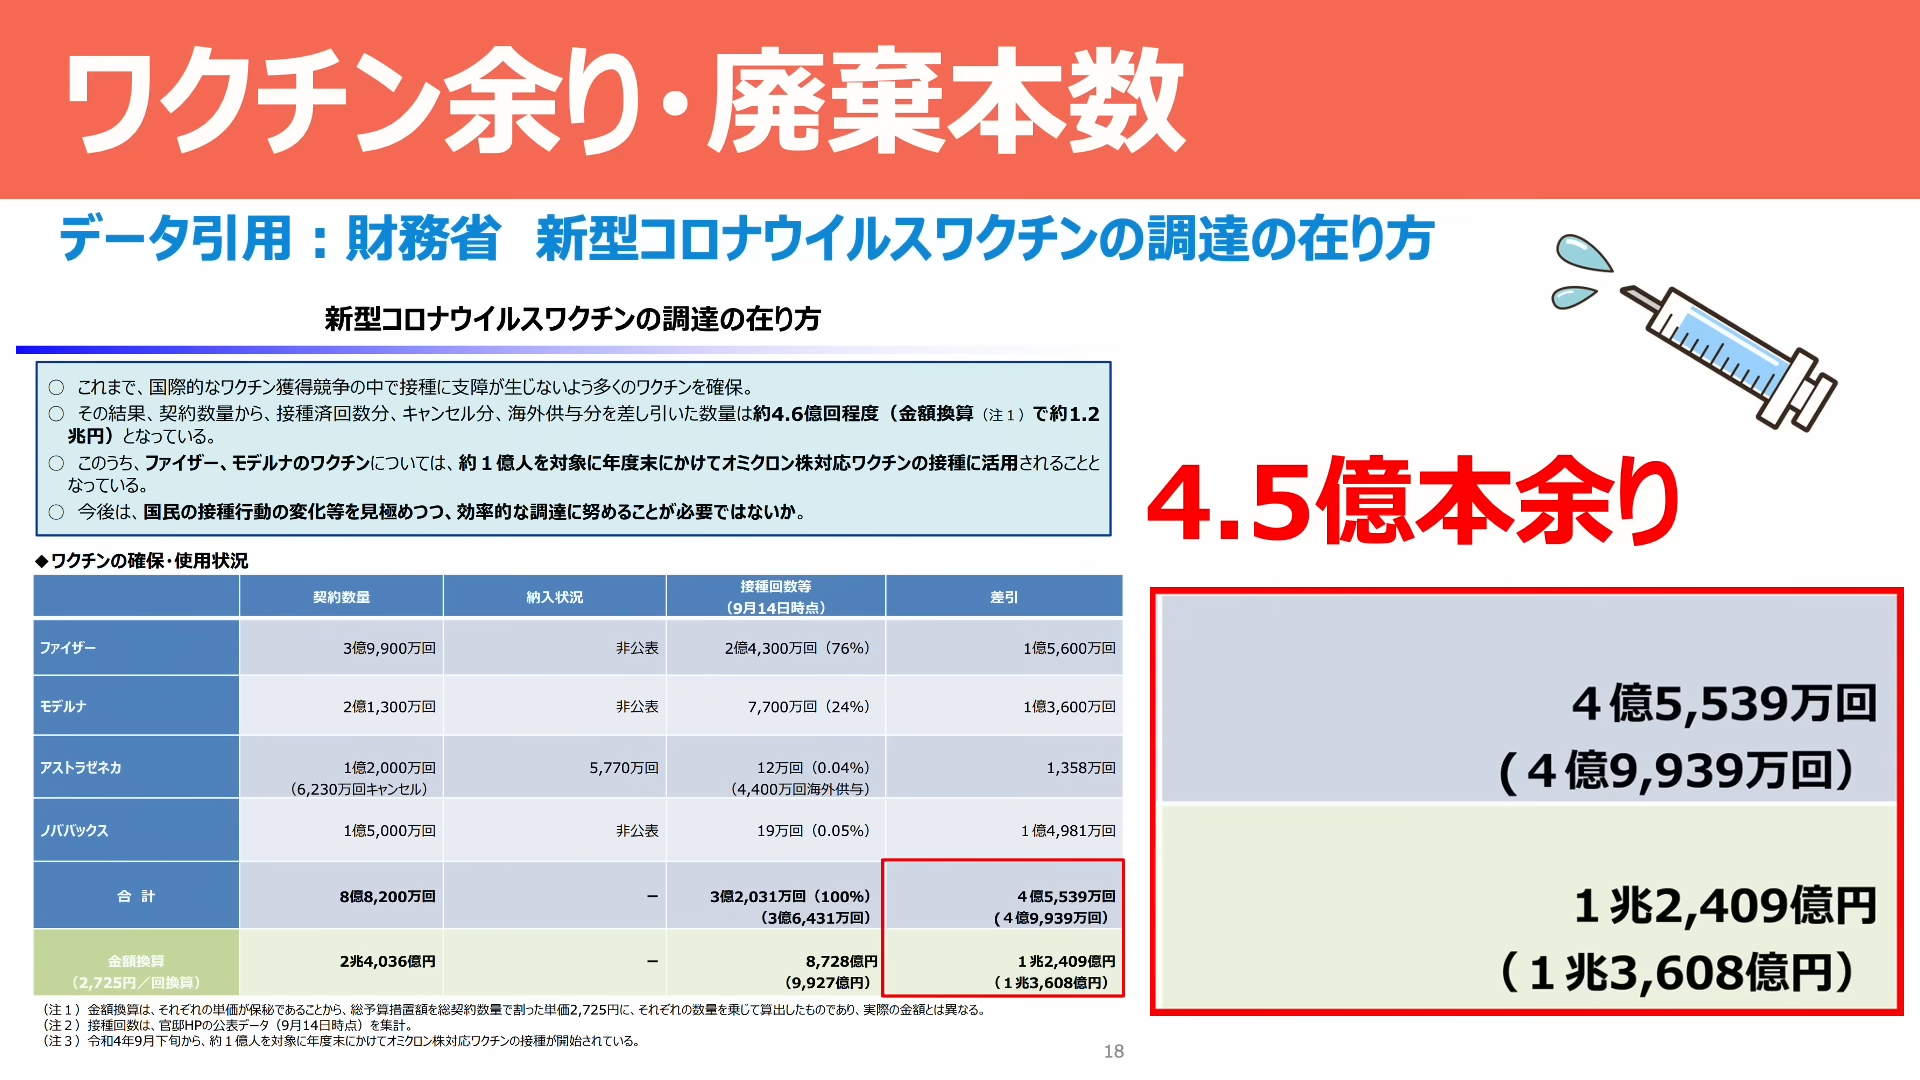 ワクチン余り・廃棄本数
データ引用：財務省　新型コロナウイルスワクチンの調達の在り方
新型コロナウイルスワクチンの調達の在り方
○　これまで、国際的なワクチン獲得競争の中で接種に支障が生じないよう多くのワクチンを確保。
○　その結果、契約数量から、接種済回数分、キャンセル分、海外供与分を差し引いた数量は約4.6億回程度（金額換算（注１）で約1.2
兆円）となっている。
○　このうち、ファイザー、モデルナのワクチンについては、約１億人を対象に年度末にかけてオミクロン株対応ワクチンの接種に活用されることと
なっている。
○　今後は、国民の接種行動の変化等を見極めつつ、効率的な調達に努めることが必要ではないか。
4.5億本余り
◆ワクチンの確保・使用状況
契約数量　納入状況　接種回数等　差引
（9月14日時点）
ファイザー　3億9,900万回　非公表　2億4,300万回（76%）　1億5,600万回
モデルナ　2億1,300万回　非公表　7,700万回（24%）　1億3,600万回
アストラゼネカ　1億2,000万回　5,770万回　12万回（0.04%）　1,358万回
（6,230万回キャンセル）　（4,400万回海外供与）
ノババックス　1億5,000万回　非公表　19万回（0.05%）　１億4,981万回
合　計　8億8,200万回　－　3億2,031万回（100%）　４億5,539万回
（3億6,431万回）　（４億9,939万回）
金額換算　2兆4,036億円　－　8,728億円　１兆2,409億円
（2,725円／回換算）　（9,927億円）　（１兆3,608億円）
４億5,539万回
（４億9,939万回）
１兆2,409億円
（１兆3,608億円）
（注１）金額換算は、それぞれの単価が保秘であることから、総予算措置額を総契約数量で割った単価2,725円に、それぞれの数量を乗じて算出したものであり、実際の金額とは異なる。
（注２）接種回数は、官邸HPの公表データ（9月14日時点）を集計。
（注３）令和4年9月下旬から、約１億人を対象に年度末にかけてオミクロン株対応ワクチンの接種が開始されている。
18